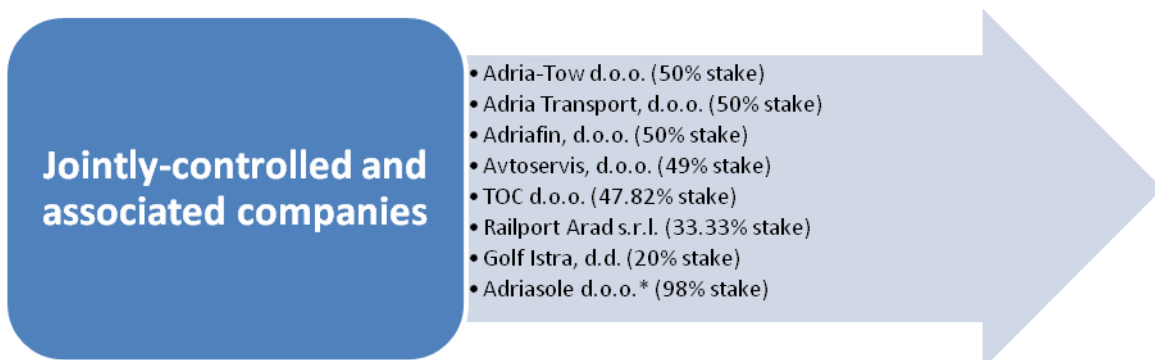 Jointly-controlled and
associated companies
• Adria-Tow d.o.o. (50% stake)
• Adria Transport, d.o.o. (50% stake)
• Adriafin, d.o.o. (50% stake)
• Avtoservis, d.o.o. (49% stake)
• TOC d.o.o. (47.82% stake)
• Railport Arad s.r.l. (33.33% stake)
• Golf Istra, d.d. (20% stake)
• Adriasole d.o.o.* (98% stake)